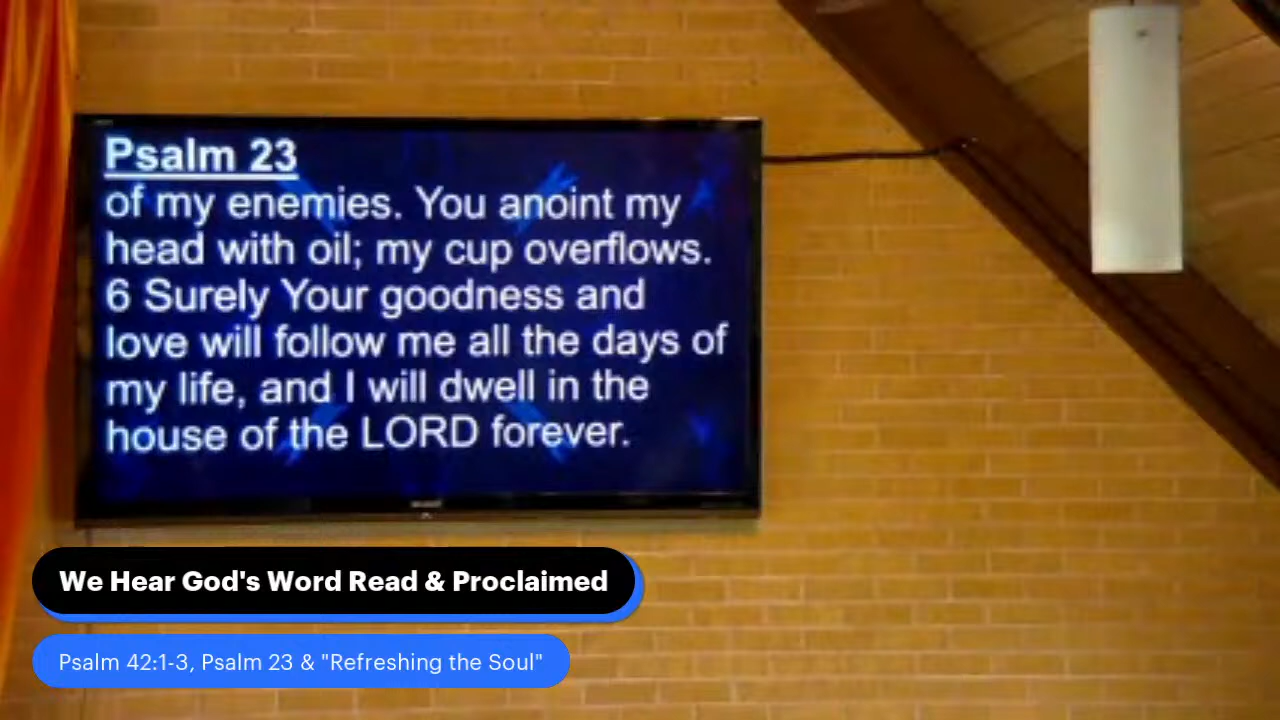 Psalm 23
of my enemies. You anoint my
head with oil; my cup overflows.
6 Surely Your goodness and
love will follow me all the days of
my life, and I will dwell in the
house of the LORD forever.
We Hear God's Word Read & Proclaimed
Psalm 42:1-3, Psalm 23 & "Refreshing the Soul"